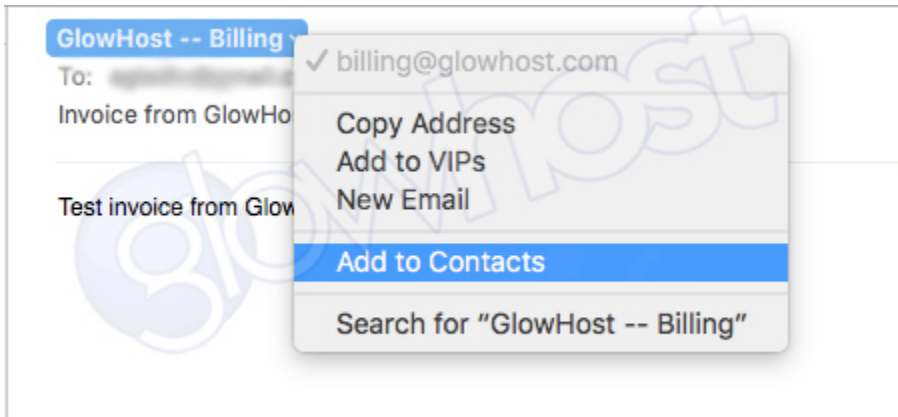 GlowHost -- Billing
billing@glowhost.com
To:
Invoice from GlowHo
Copy Address
Add to VIPs
New Email
Test invoice from Glow
Add to Contacts
Search for “GlowHost -- Billing”
glowhost